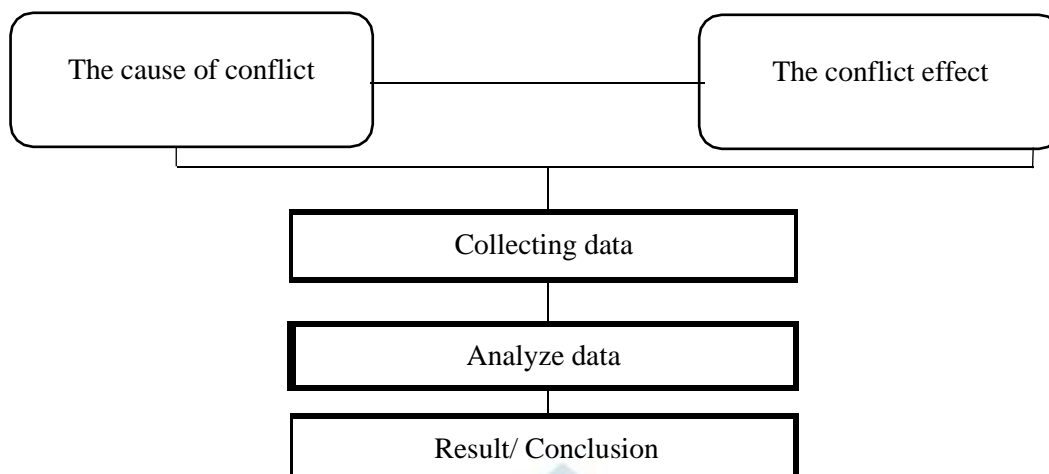 The cause of conflict
The conflict effect
Collecting data
Analyze data
Result/ Conclusion